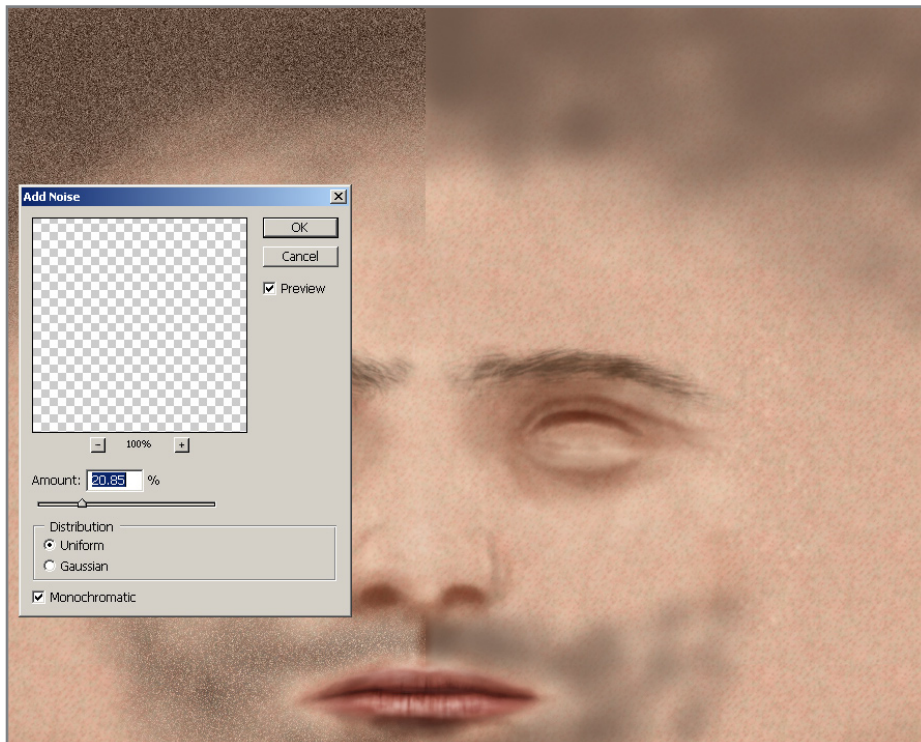 Add Noise
OK
Cancel
Preview
- 100% +
Amount: 20.85 %
Distribution
Uniform
Gaussian
Monochromatic